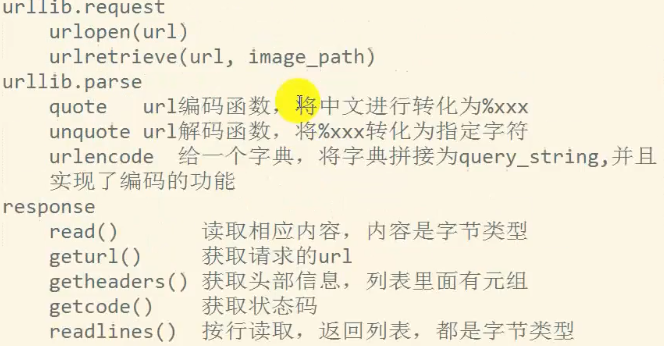 urllib.request
urlopen(url)
urlretrieve(url, image_path)
urllib.parse
quote url编码函数，将中文进行转化为%xxx
unquote url解码函数，将%xxx转化为指定字符
urlencode 给一个字典，将字典拼接为query_string,并且
实现了编码的功能
response
read() 读取相应内容，内容是字节类型
geturl() 获取请求的url
getheaders() 获取头部信息，列表里面有元组
getcode() 获取状态码
readlines() 按行读取，返回列表，都是字节类型